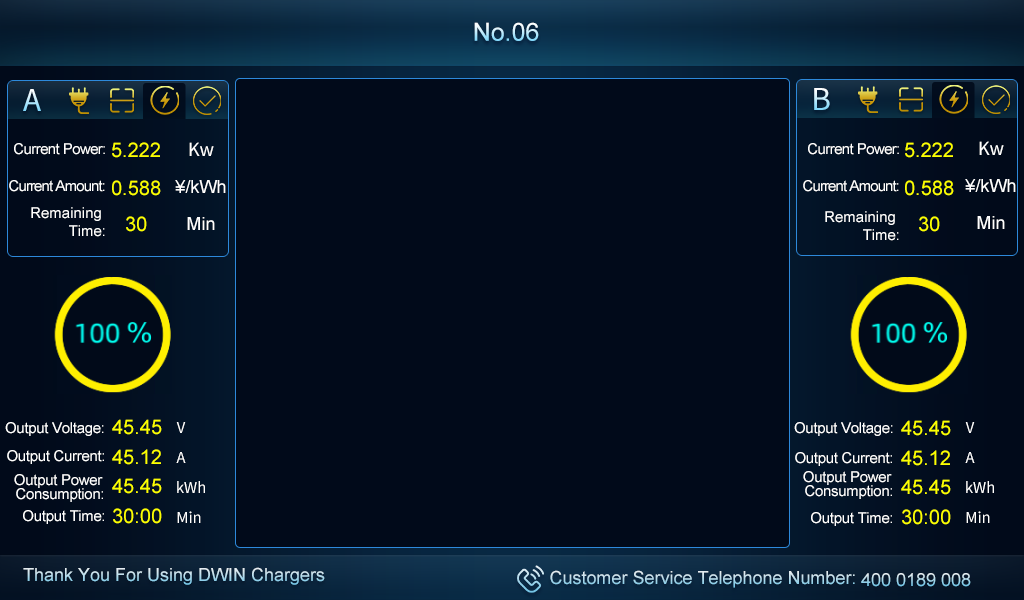 No.06
A
Current Power: 5.222 Kw
Current Amount: 0.588 ¥/kWh
Remaining
Time: 30 Min
100 %
Output Voltage: 45.45 V
Output Current: 45.12 A
Output Power
Consumption: 45.45 kWh
Output Time: 30:00 Min
B
Current Power: 5.222 Kw
Current Amount: 0.588 ¥/kWh
Remaining
Time: 30 Min
100 %
Output Voltage: 45.45 V
Output Current: 45.12 A
Output Power
Consumption: 45.45 kWh
Output Time: 30:00 Min
Thank You For Using DWIN Chargers
Customer Service Telephone Number: 400 0189 008